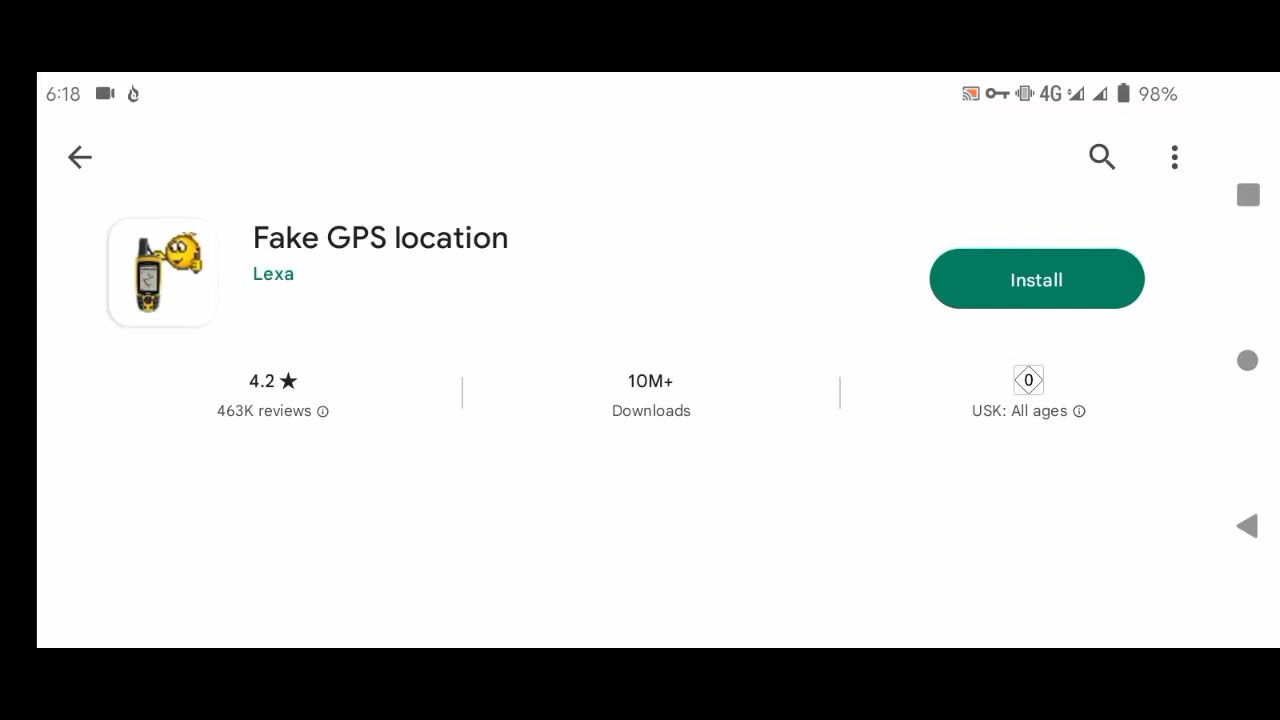 6:18 4G 98%
Fake GPS location
Lexa
Install
4.2 ★ 10M+ 0
463K reviews Downloads USK: All ages